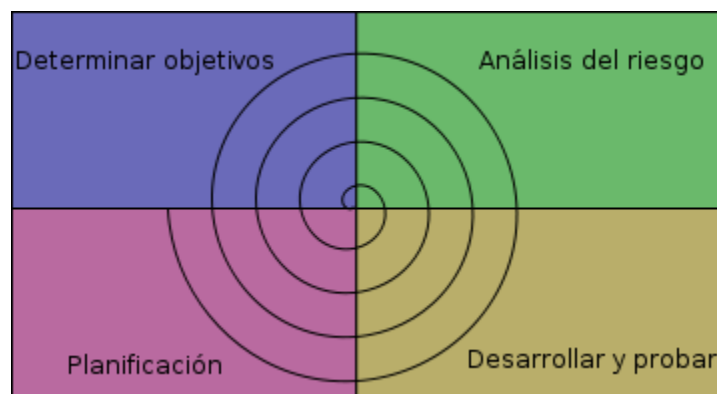 Determinar objetivos
Análisis del riesgo
Planificación
Desarrollar y probar